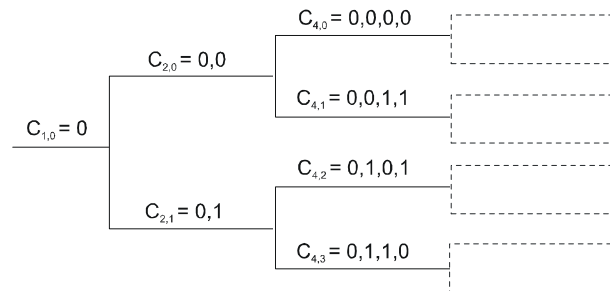 C4,0 = 0,0,0,0
C2,0 = 0,0
C4,1 = 0,0,1,1
C1,0 = 0
C4,2 = 0,1,0,1
C2,1 = 0,1
C4,3 = 0,1,1,0